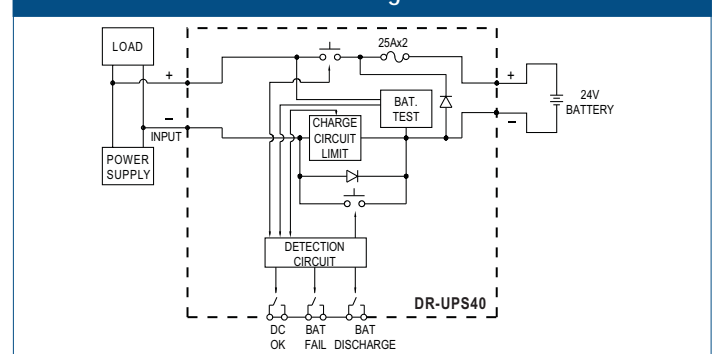 LOAD
25Ax2
+
+
24V
BATTERY
BAT.
TEST
CHARGE
CIRCUIT
LIMIT
–
INPUT
–
POWER
SUPPLY
DETECTION
CIRCUIT
DR-UPS40
DC
OK
BAT
FAIL
BAT
DISCHARGE